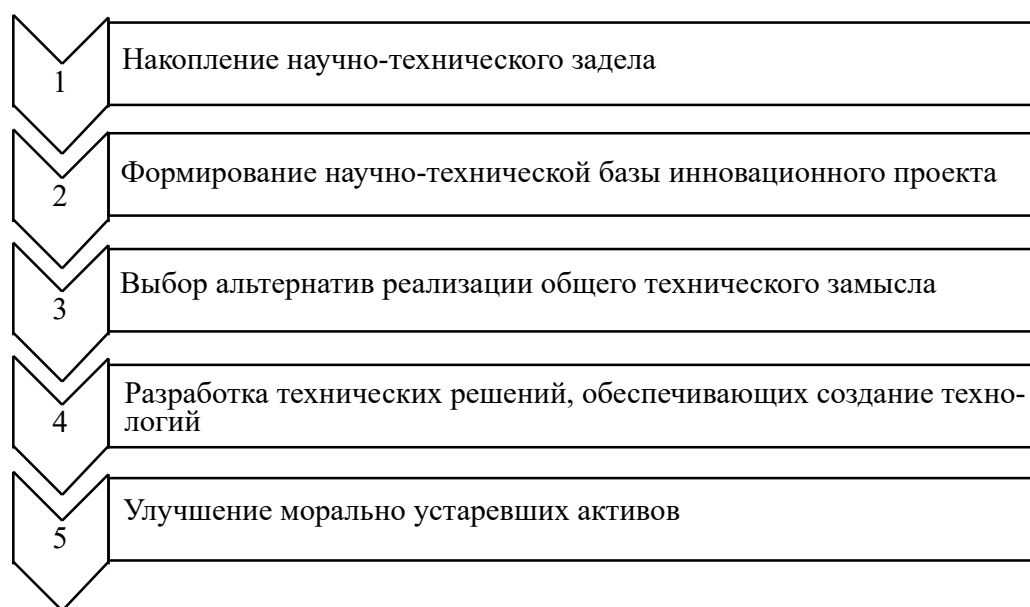 1
Накопление научно-технического задела
2
Формирование научно-технической базы инновационного проекта
3
Выбор альтернатив реализации общего технического замысла
4
Разработка технических решений, обеспечивающих создание техно-
логий
5
Улучшение морально устаревших активов